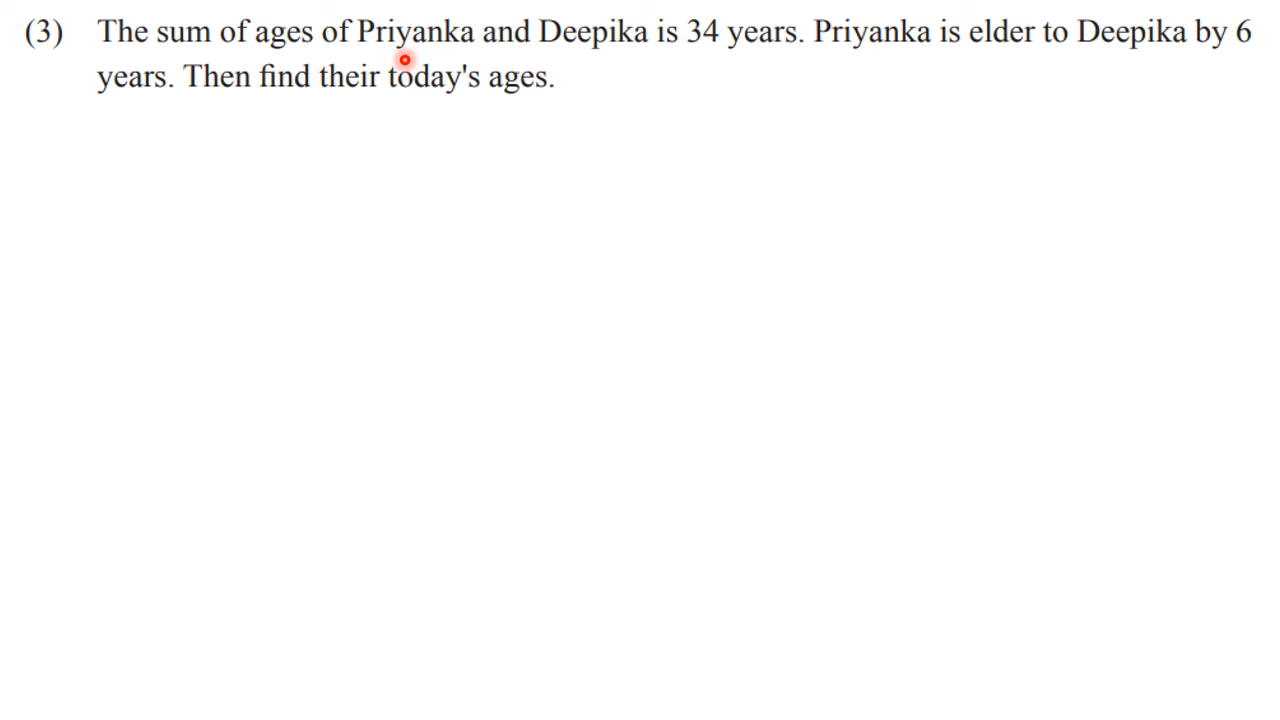 (3) The sum of ages of Priyanka and Deepika is 34 years. Priyanka is elder to Deepika by 6
years. Then find their today's ages.